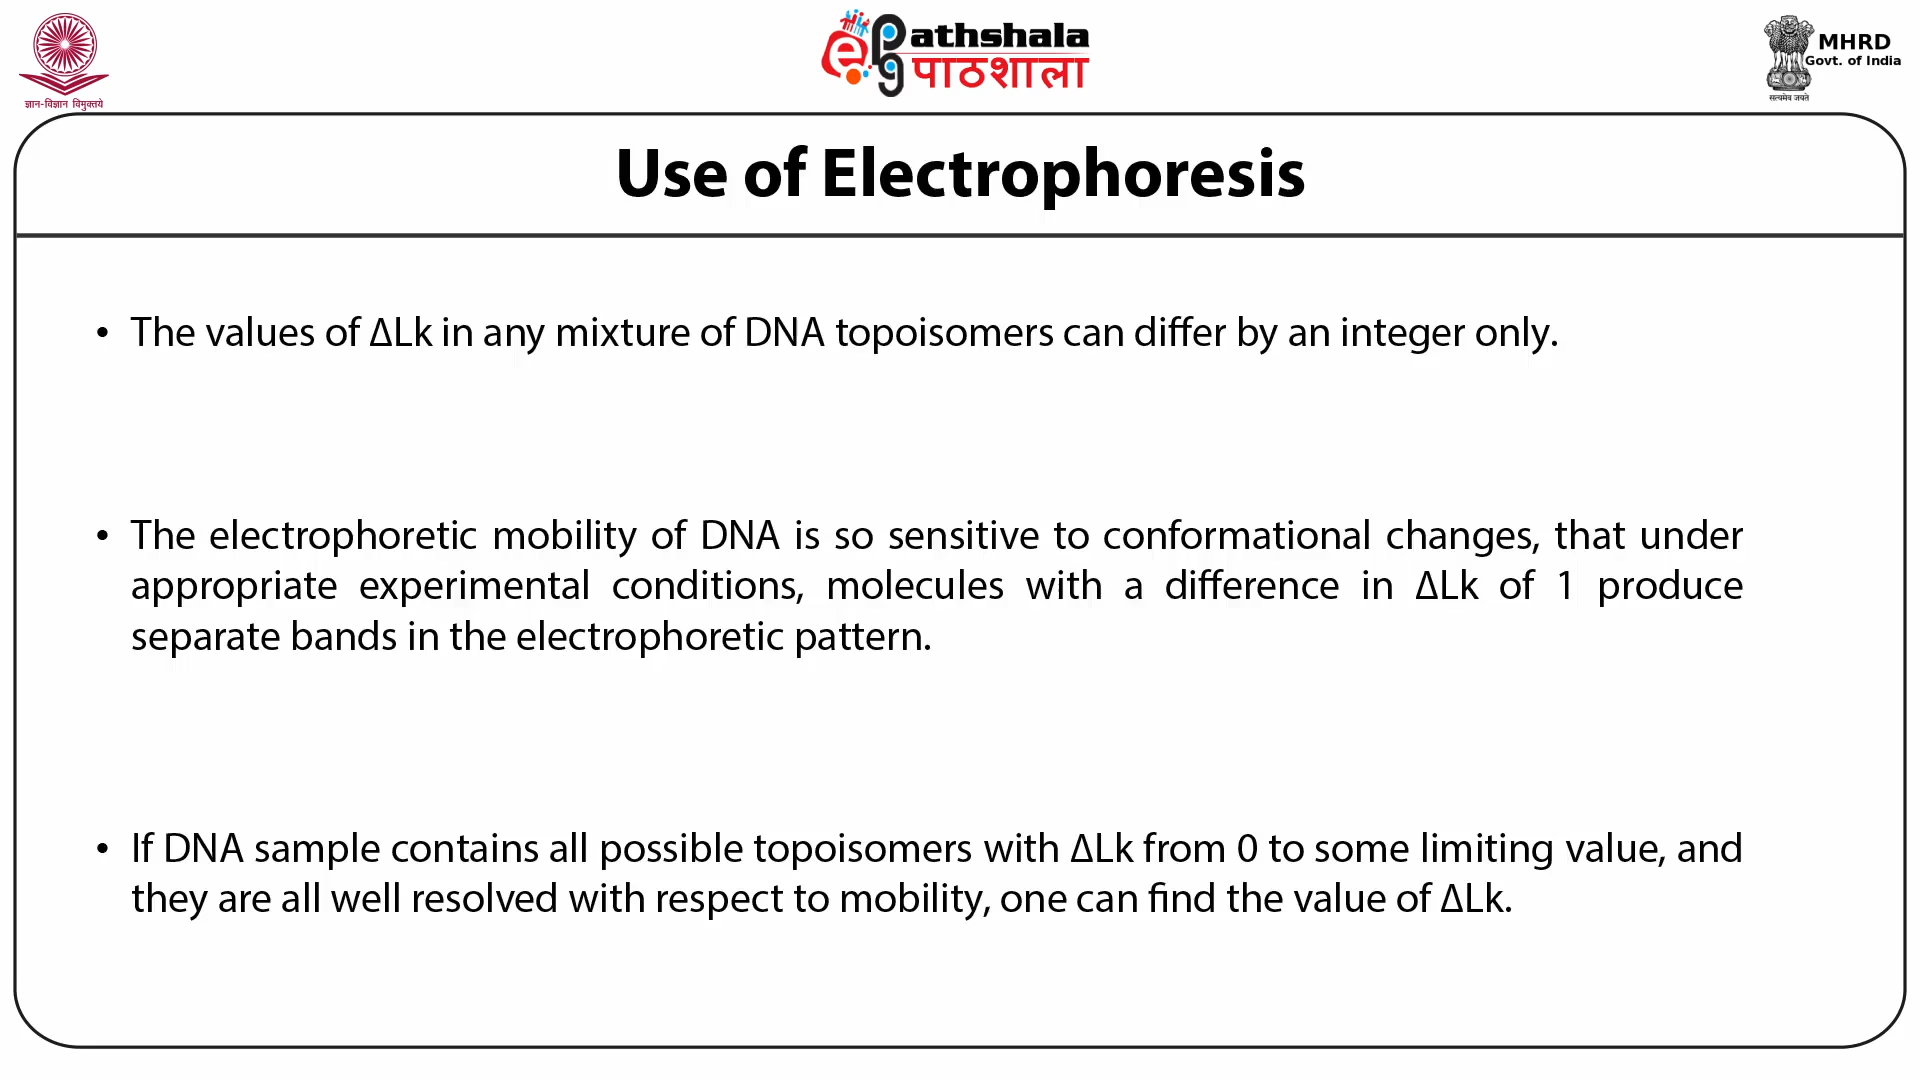 ज्ञान-विज्ञान विमुक्तये
ePathshala
पाठशाला
MHRD
Govt. of India
सत्यमेव जयते
Use of Electrophoresis
• The values of ΔLk in any mixture of DNA topoisomers can differ by an integer only.
• The electrophoretic mobility of DNA is so sensitive to conformational changes, that under
appropriate experimental conditions, molecules with a difference in ΔLk of 1 produce
separate bands in the electrophoretic pattern.
• If DNA sample contains all possible topoisomers with ΔLk from 0 to some limiting value, and
they are all well resolved with respect to mobility, one can find the value of ΔLk.